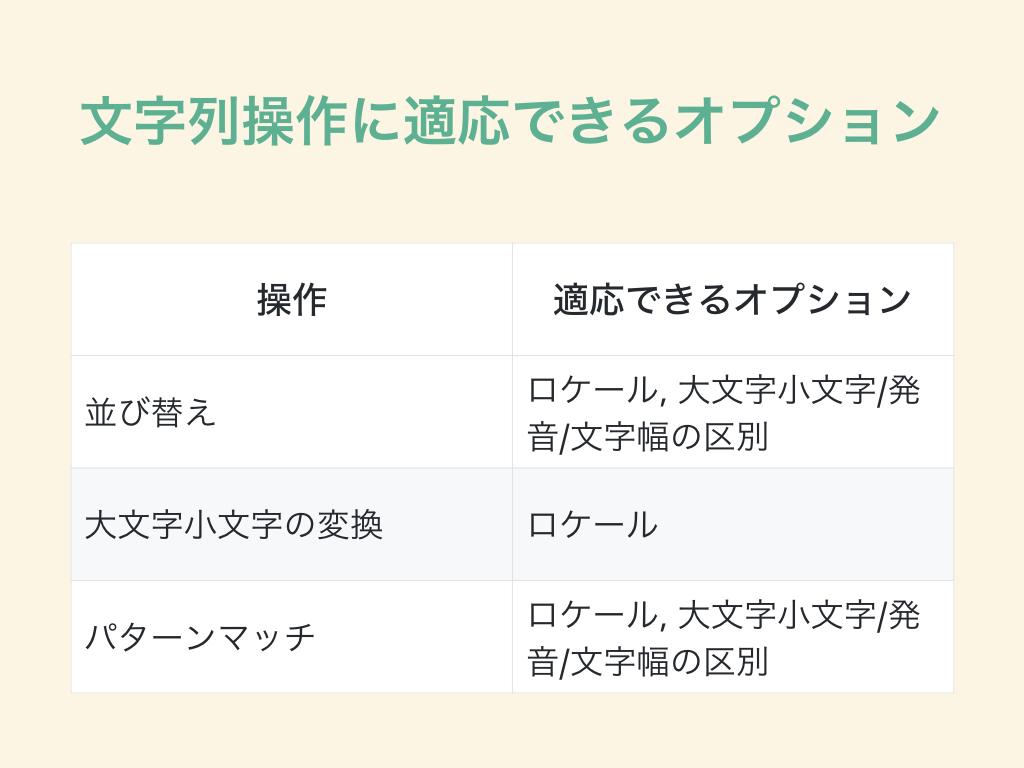 文字列操作に適応できるオプション
操作
適応できるオプション
並び替え
ロケール, 大文字小文字/発
音/文字幅の区別
大文字小文字の変換
ロケール
パターンマッチ
ロケール, 大文字小文字/発
音/文字幅の区別